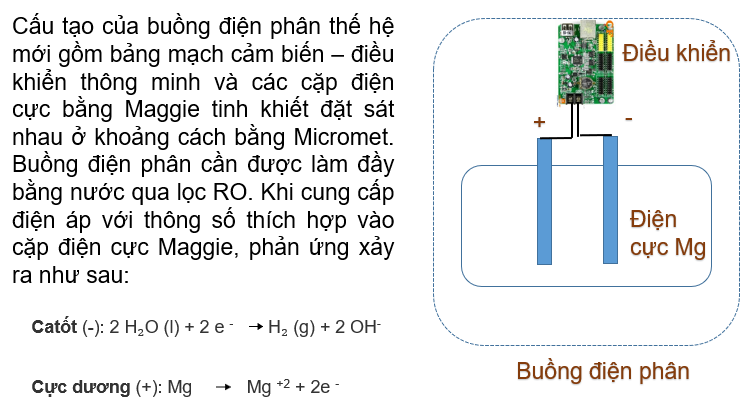 Cấu tạo của buồng điện phân thế hệ
mới gồm bảng mạch cảm biến – điều
khiển thông minh và các cặp điện
cực bằng Maggie tinh khiết đặt sát
nhau ở khoảng cách bằng Micromet.
Buồng điện phân cần được làm đầy
bằng nước qua lọc RO. Khi cung cấp
điện áp với thông số thích hợp vào
cặp điện cực Maggie, phản ứng xảy
ra như sau:
Catốt (-): 2 H₂O (l) + 2 e ⁻ → H₂ (g) + 2 OH⁻
Cực dương (+): Mg → Mg ⁺² + 2e ⁻
Điều khiển
+ -
Điện
cực Mg
Buồng điện phân